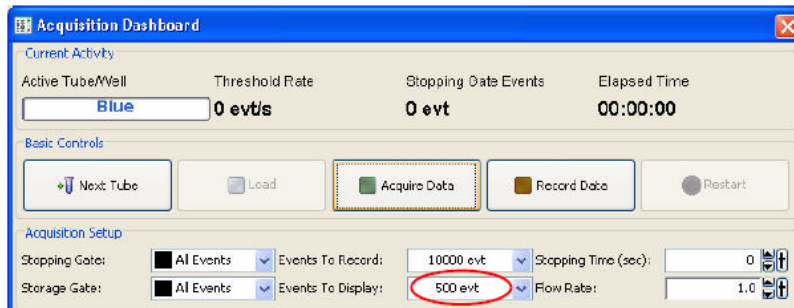 Acquisition Dashboard
Current Activity
Active Tube/Well Threshold Rate Stopping Gate Events Elapsed Time
Blue 0 evt/s 0 evt 00:00:00
Basic Controls
Next Tube Load Acquire Data Record Data Restart
Acquisition Setup
Stopping Gate: All Events Events To Record: 10000 evt Stopping Time (sec): 0
Storage Gate: All Events Events To Display: 500 evt Flow Rate: 1.0